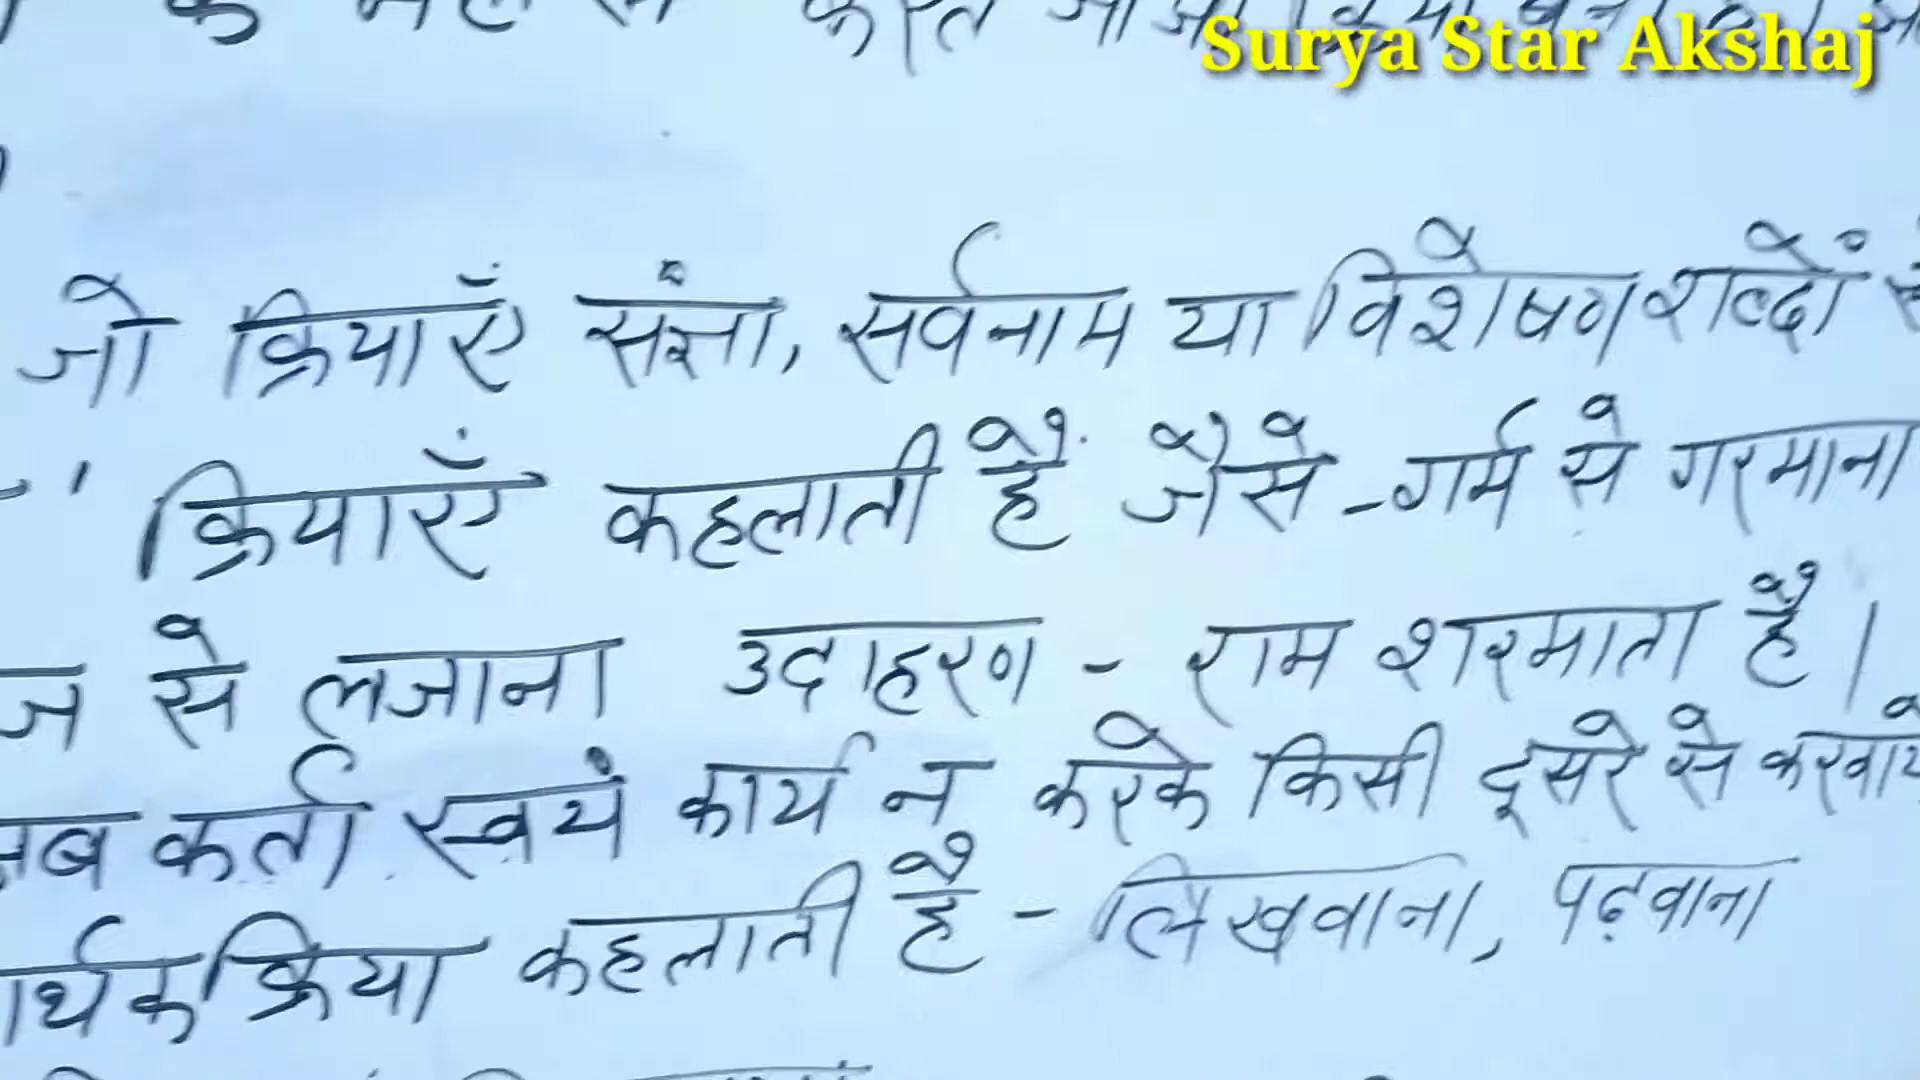 Surya Star Akshaj
जो क्रियाएँ संज्ञा, सर्वनाम या विशेषण शब्दों से
क्रियाएँ कहलाती हैं जैसे - गर्म से गरमाना
ज से लजाना उदाहरण - राम शरमाता है।
कर्ता स्वयं कार्य न करके किसी दूसरे से करवाये
क्रिया कहलाती है - लिखवाना, पढ़वाना